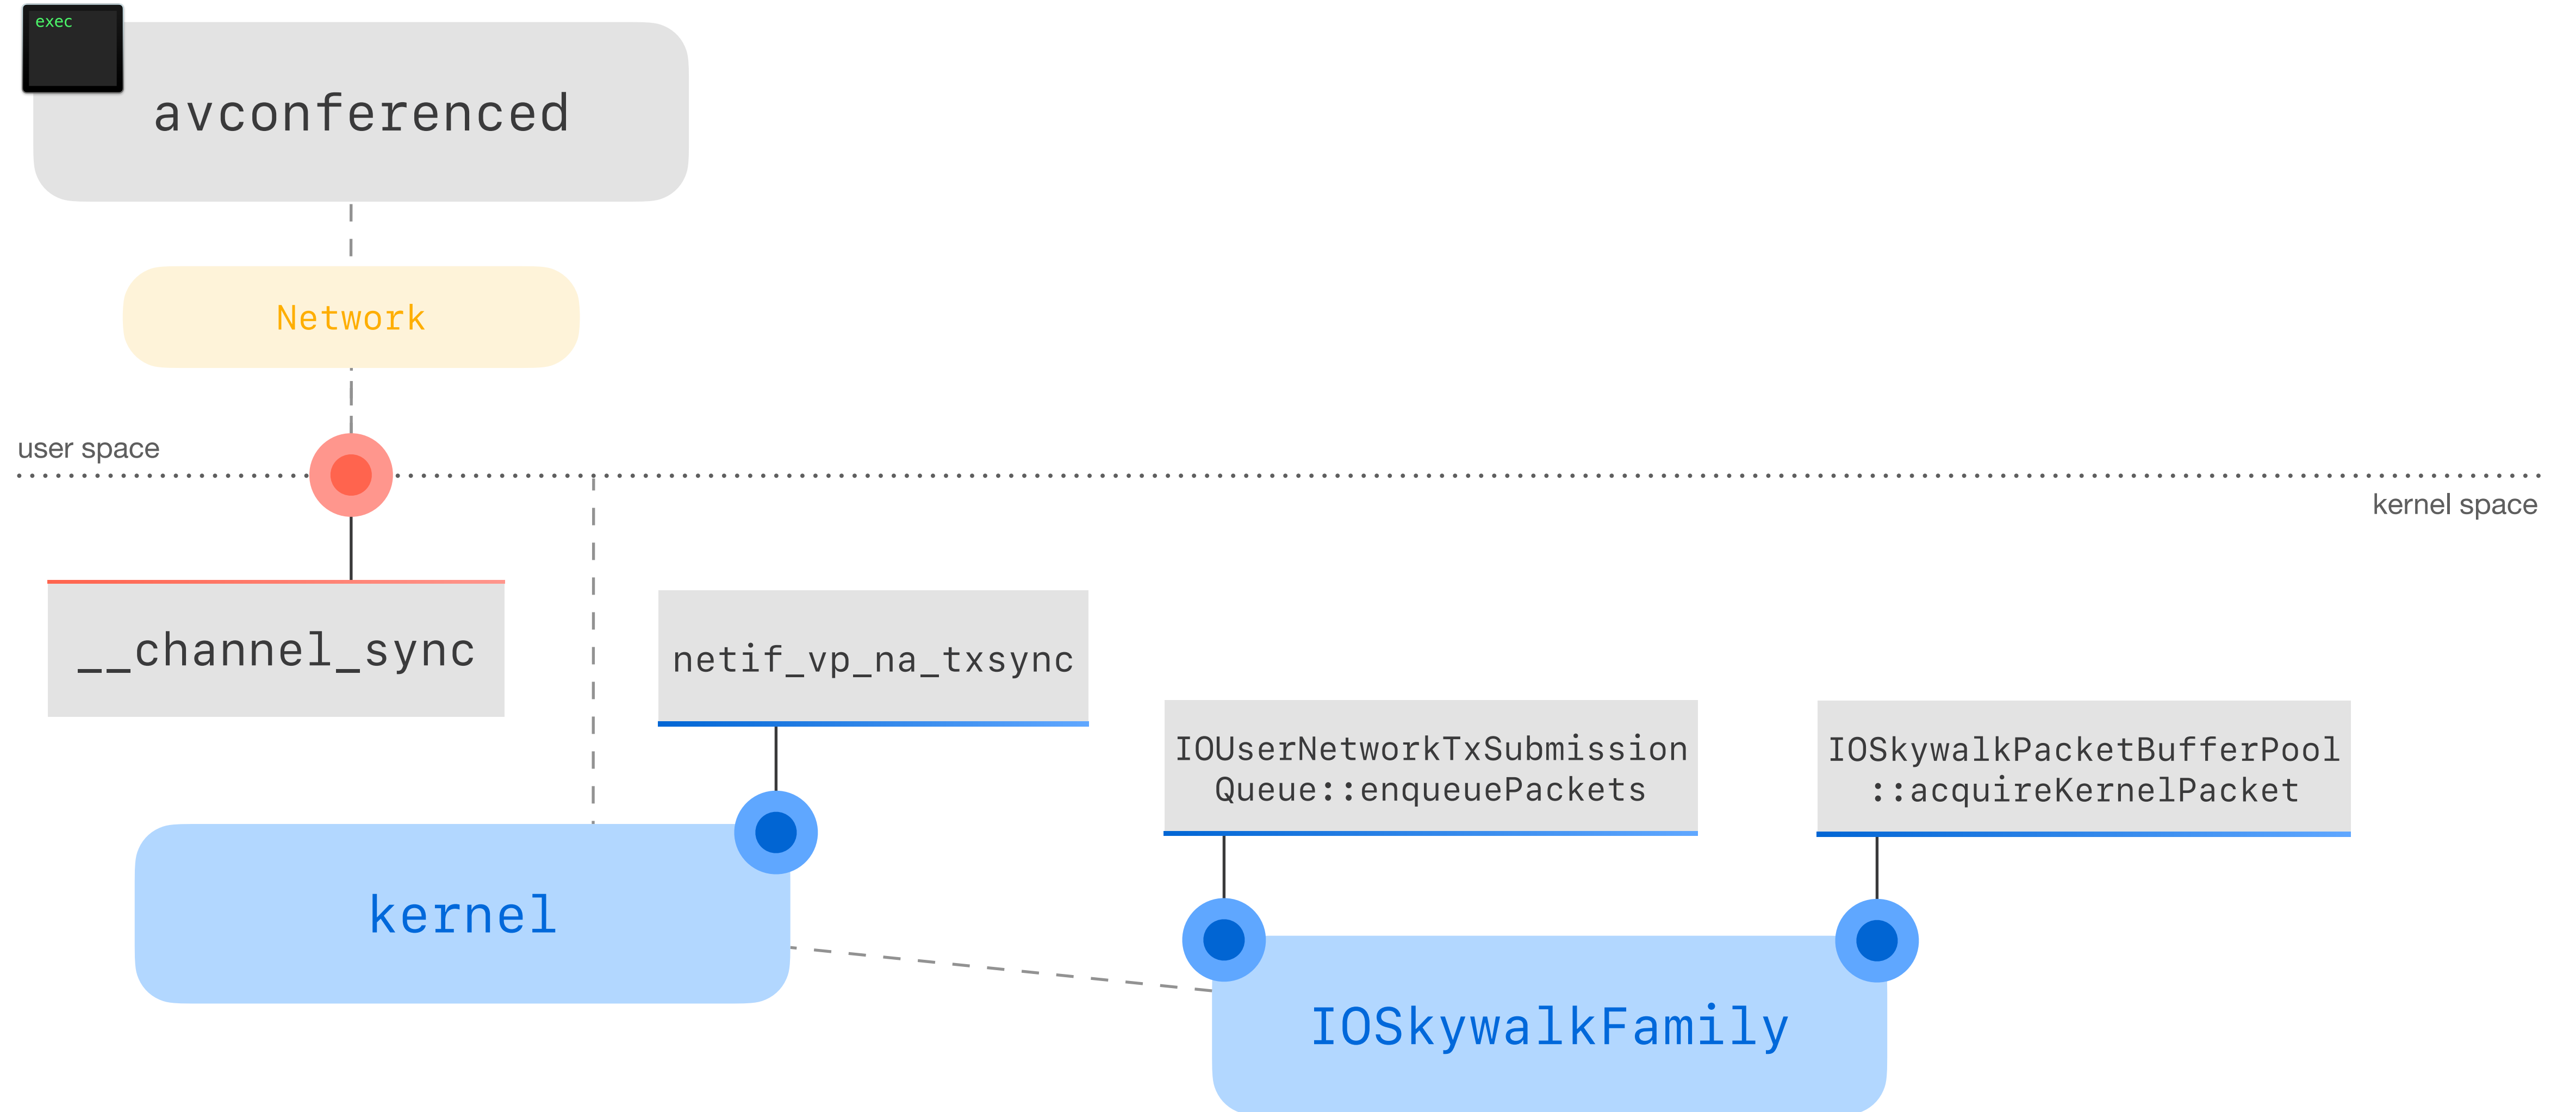 exec
avconferenced
Network
user space
kernel space
__channel_sync
netif_vp_na_txsync
IOUserNetworkTxSubmission
Queue::enqueuePackets
IOSkywalkPacketBufferPool
::acquireKernelPacket
kernel
IOSkywalkFamily